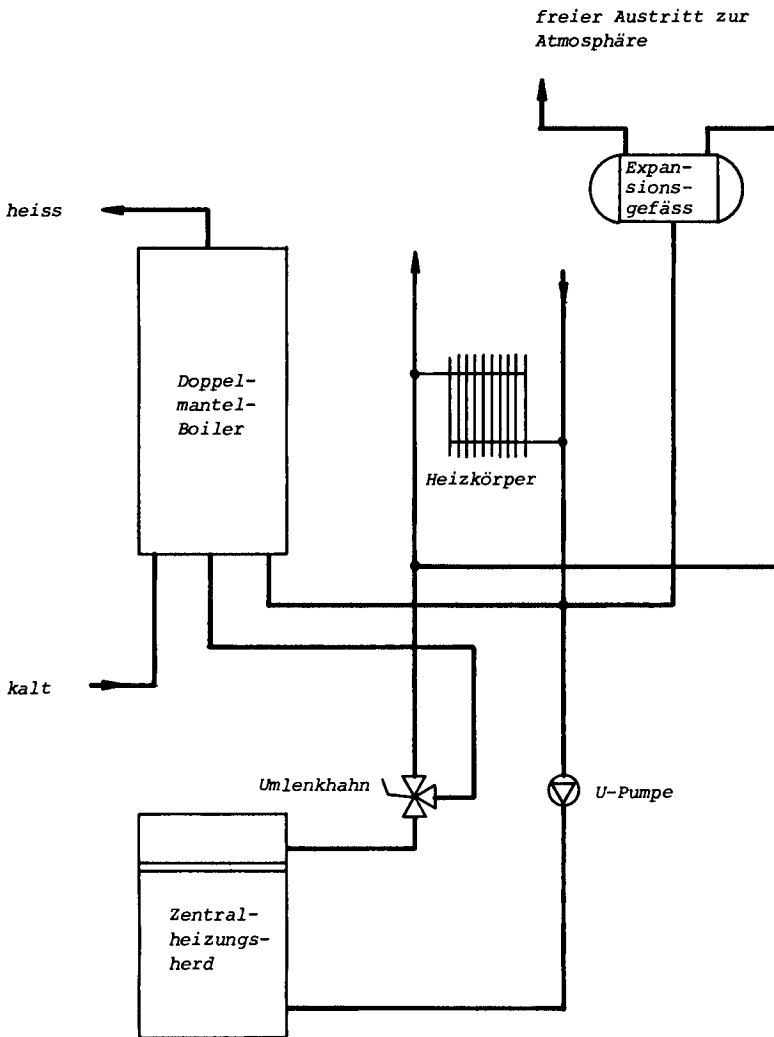 freier Austritt zur
Atmosphäre
Expan-
sions-
gefäss
heiss
Doppel-
mantel-
Boiler
Heizkörper
kalt
Umlenkhahn
U-Pumpe
Zentral-
heizungs-
herd